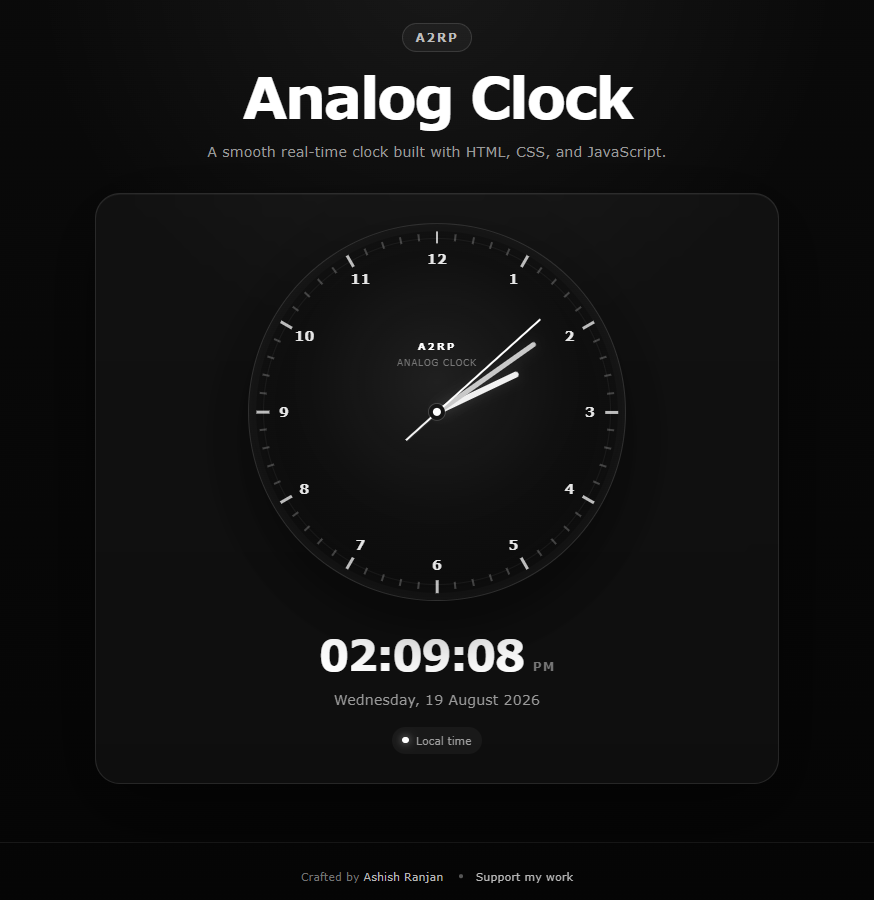 A2RP
Analog Clock
A smooth real-time clock built with HTML, CSS, and JavaScript.
12
11
1
10
2
A2RP
ANALOG CLOCK
9
3
8
4
7
5
6
02:09:08 PM
Wednesday, 19 August 2026
Local time
Crafted by Ashish Ranjan • Support my work